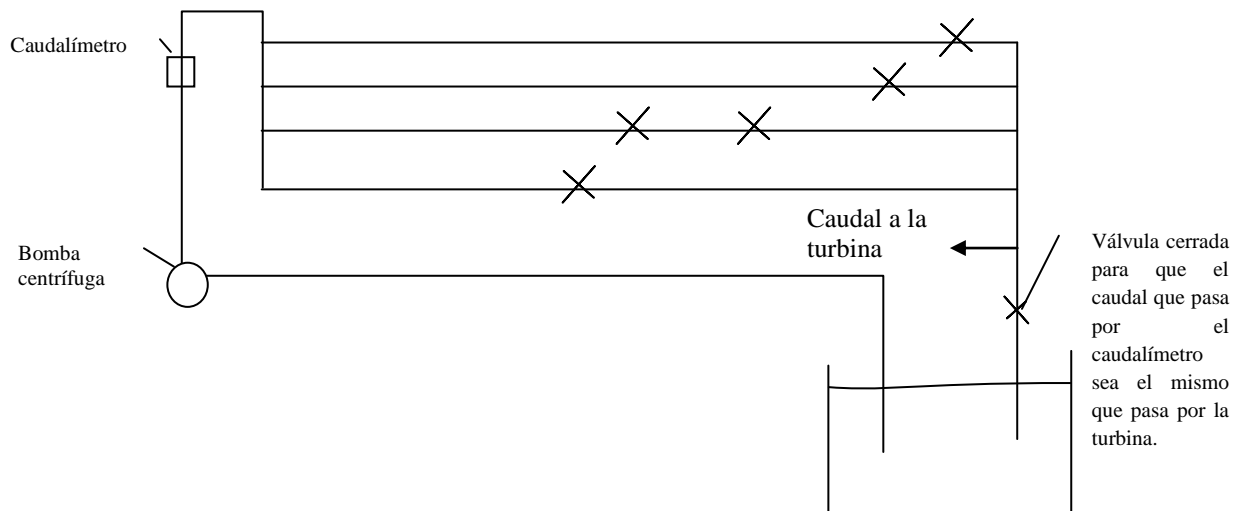 Caudalímetro
Bomba
centrífuga
Caudal a la
turbina
Válvula cerrada
para que el
caudal que pasa
por el
caudalímetro
sea el mismo
que pasa por la
turbina.